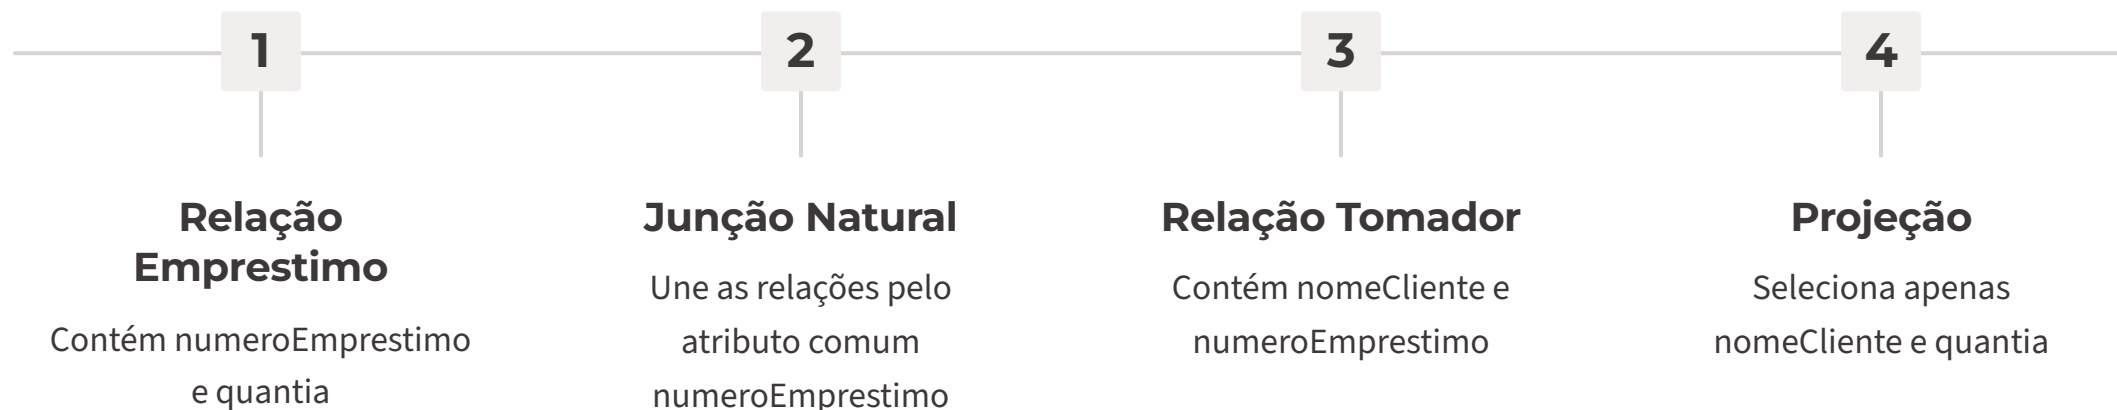 1
Relação
Emprestimo
Contém numeroEmprestimo
e quantia
2
Junção Natural
Une as relações pelo
atributo comum
numeroEmprestimo
3
Relação Tomador
Contém nomeCliente e
numeroEmprestimo
4
Projeção
Seleciona apenas
nomeCliente e quantia